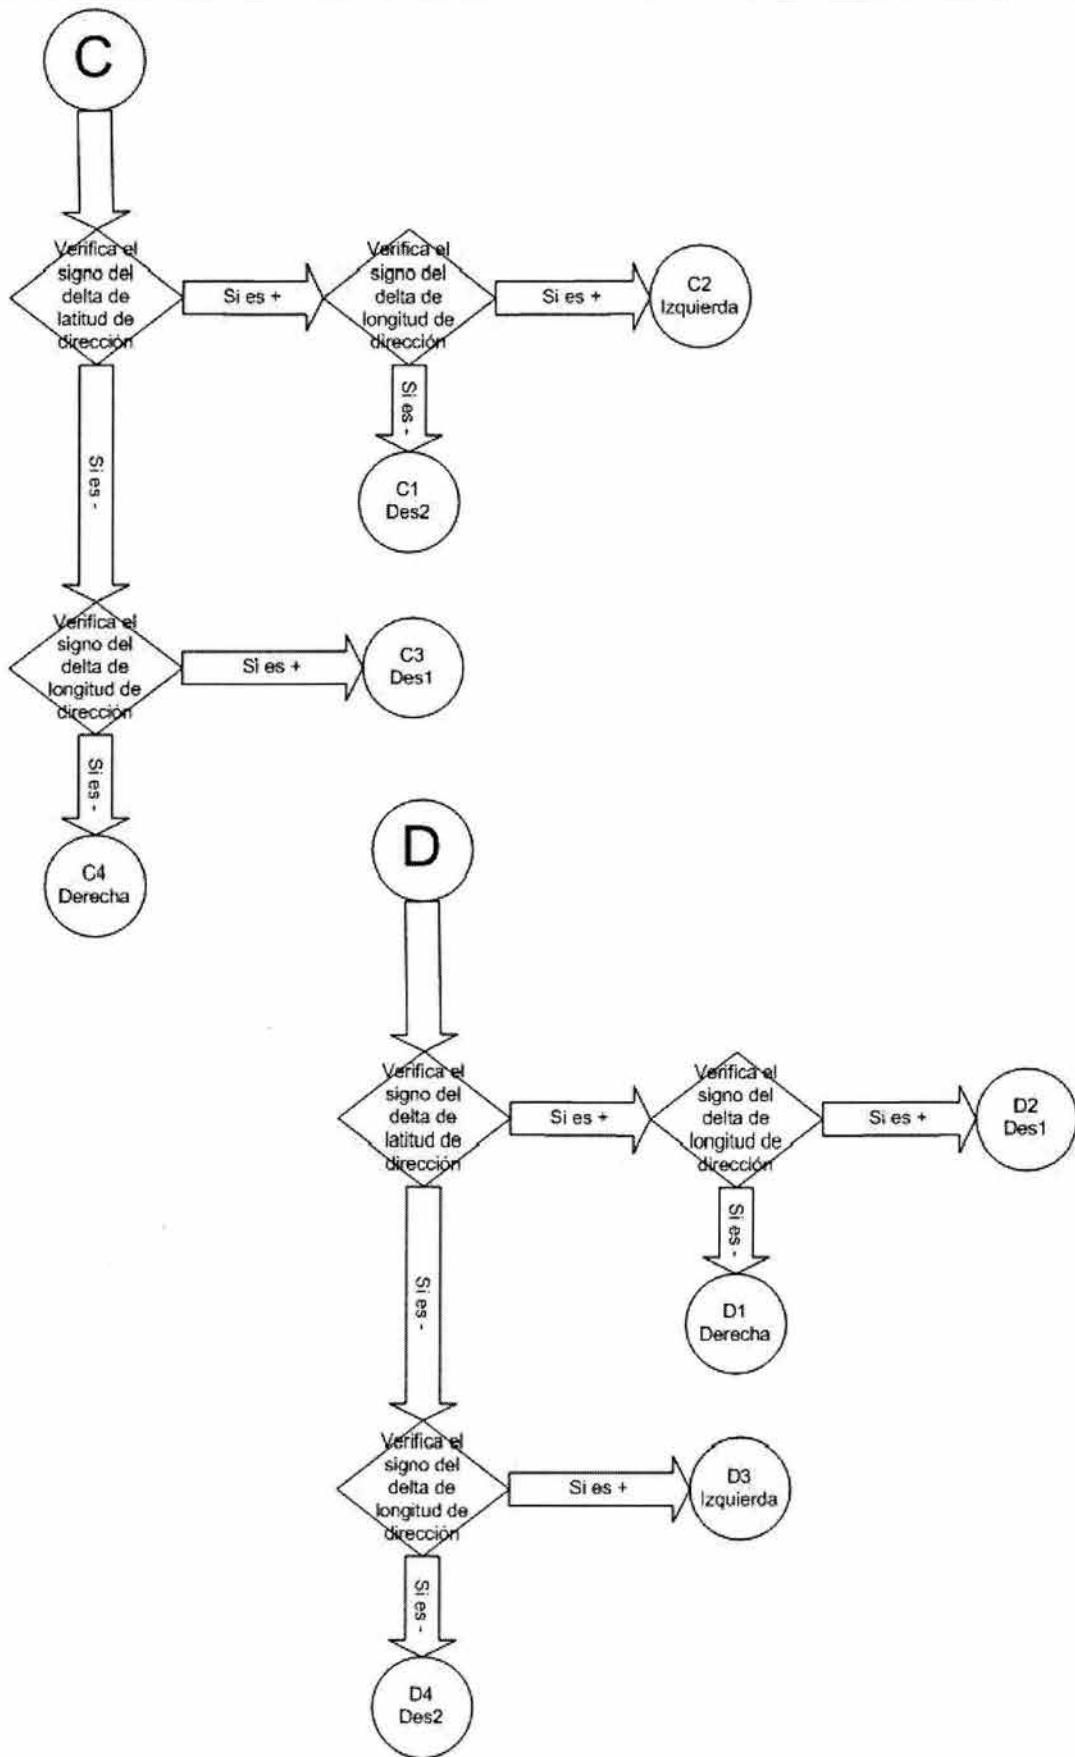 C
Verifica el
signo del
delta de
latitud de
dirección
Si es +
Verifica el
signo del
delta de
longitud de
dirección
Si es +
C2
Izquierda
Si es -
C1
Des2
Si es -
Verifica el
signo del
delta de
longitud de
dirección
Si es +
C3
Des1
Si es -
C4
Derecha
D
Verifica el
signo del
delta de
latitud de
dirección
Si es +
Verifica el
signo del
delta de
longitud de
dirección
Si es +
D2
Des1
Si es -
D1
Derecha
Si es -
Verifica el
signo del
delta de
longitud de
dirección
Si es +
D3
Izquierda
Si es -
D4
Des2